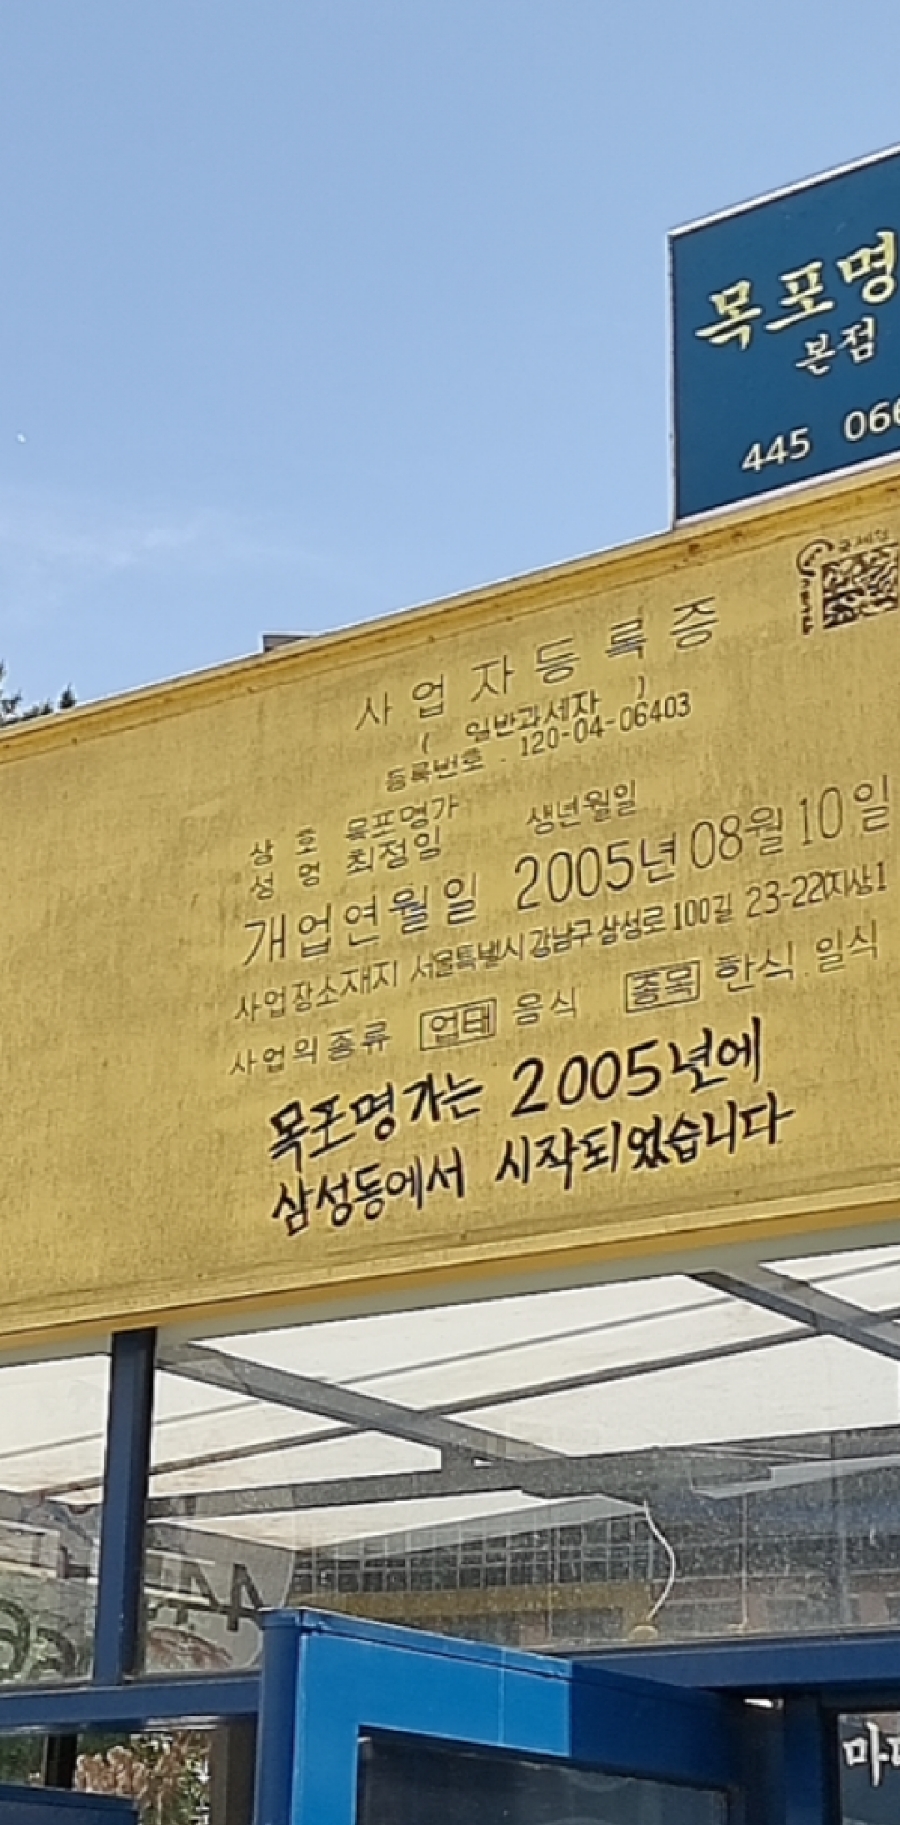 목포명
본점
445 066
국세청
사업자등록증
( 일반과세자 )
등록번호 : 120-04-06403
상 호 목포명가
성 명 최정임 생년월일
개업연월일 2005년 08월 10일
사업장소재지 서울특별시 강남구 삼성로 100길 23-22(지상1
사업의 종류 업태 음식 종목 한식 일식
목포명가는 2005년에
삼성동에서 시작되었습니다